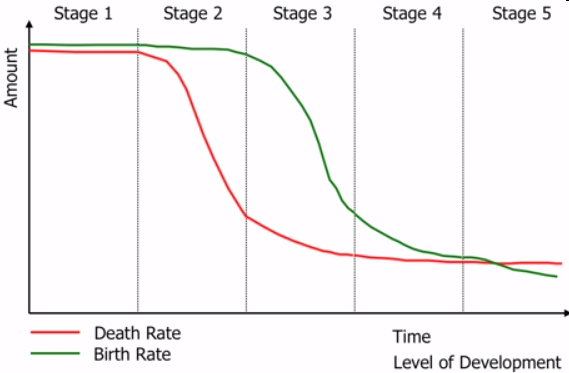 Stage 1
Stage 2
Stage 3
Stage 4
Stage 5
Amount
Death Rate
Birth Rate
Time
Level of Development